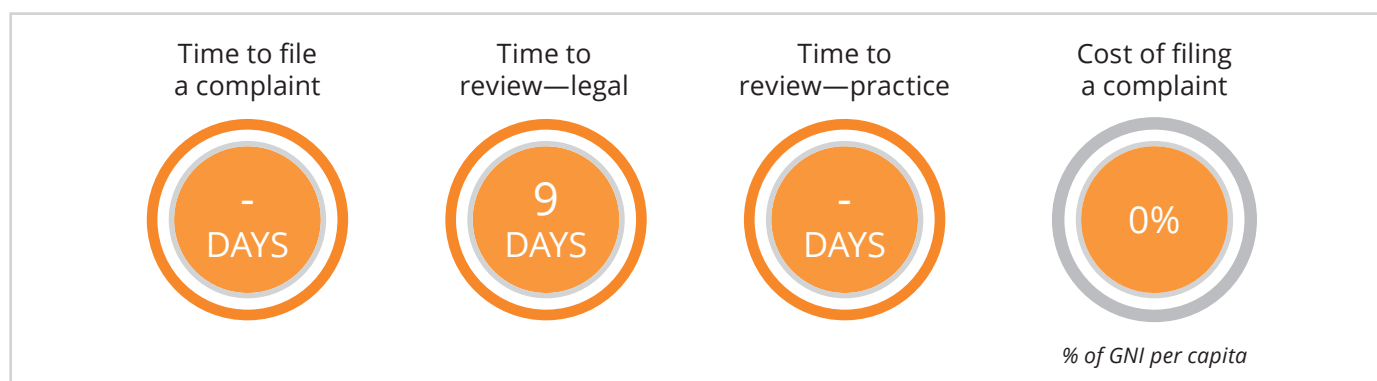 Time to file
a complaint
-
DAYS
Time to
review—legal
9
DAYS
Time to
review—practice
-
DAYS
Cost of filing
a complaint
0%
% of GNI per capita